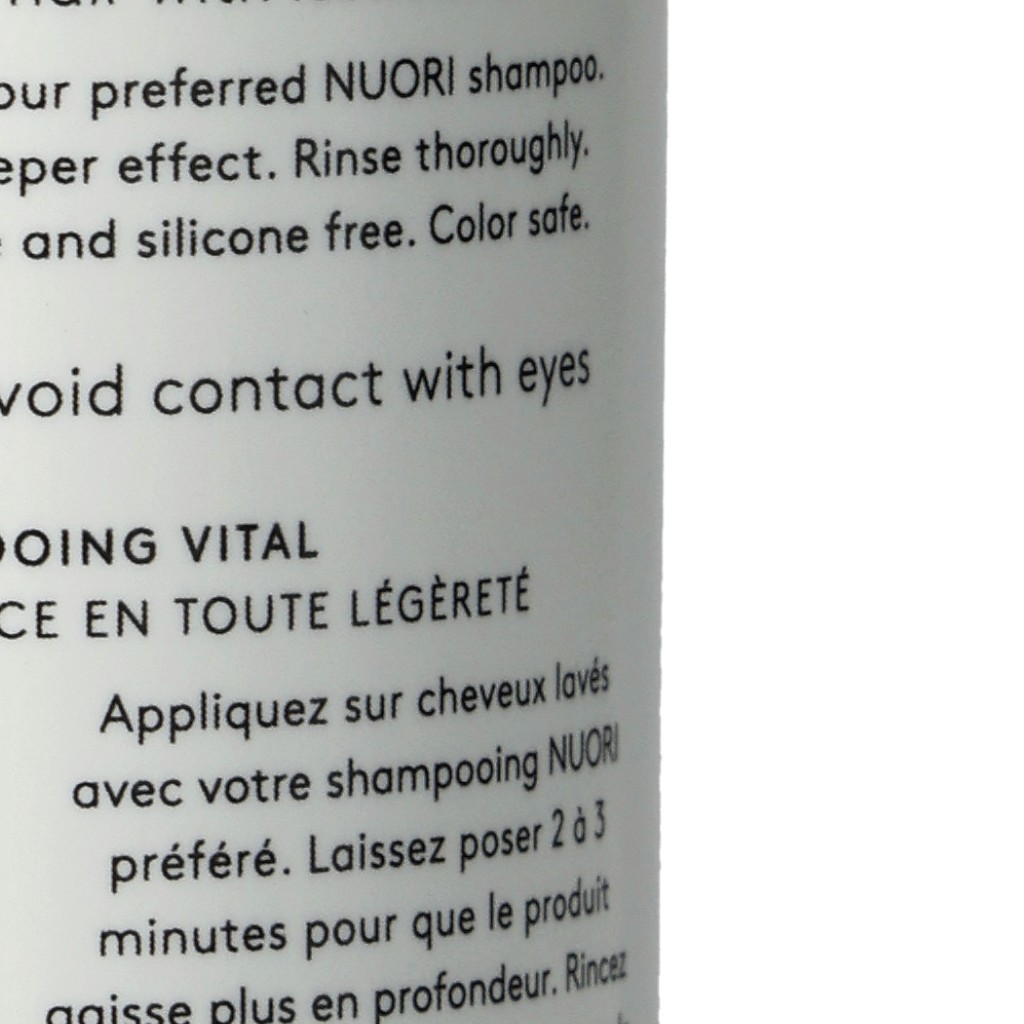 our preferred NUORI shampoo.
eper effect. Rinse thoroughly.
and silicone free. Color safe.
void contact with eyes
OOING VITAL
CE EN TOUTE LÉGÈRETÉ
Appliquez sur cheveux lavés
avec votre shampooing NUORI
préféré. Laissez poser 2 à 3
minutes pour que le produit
agisse plus en profondeur. Rincez